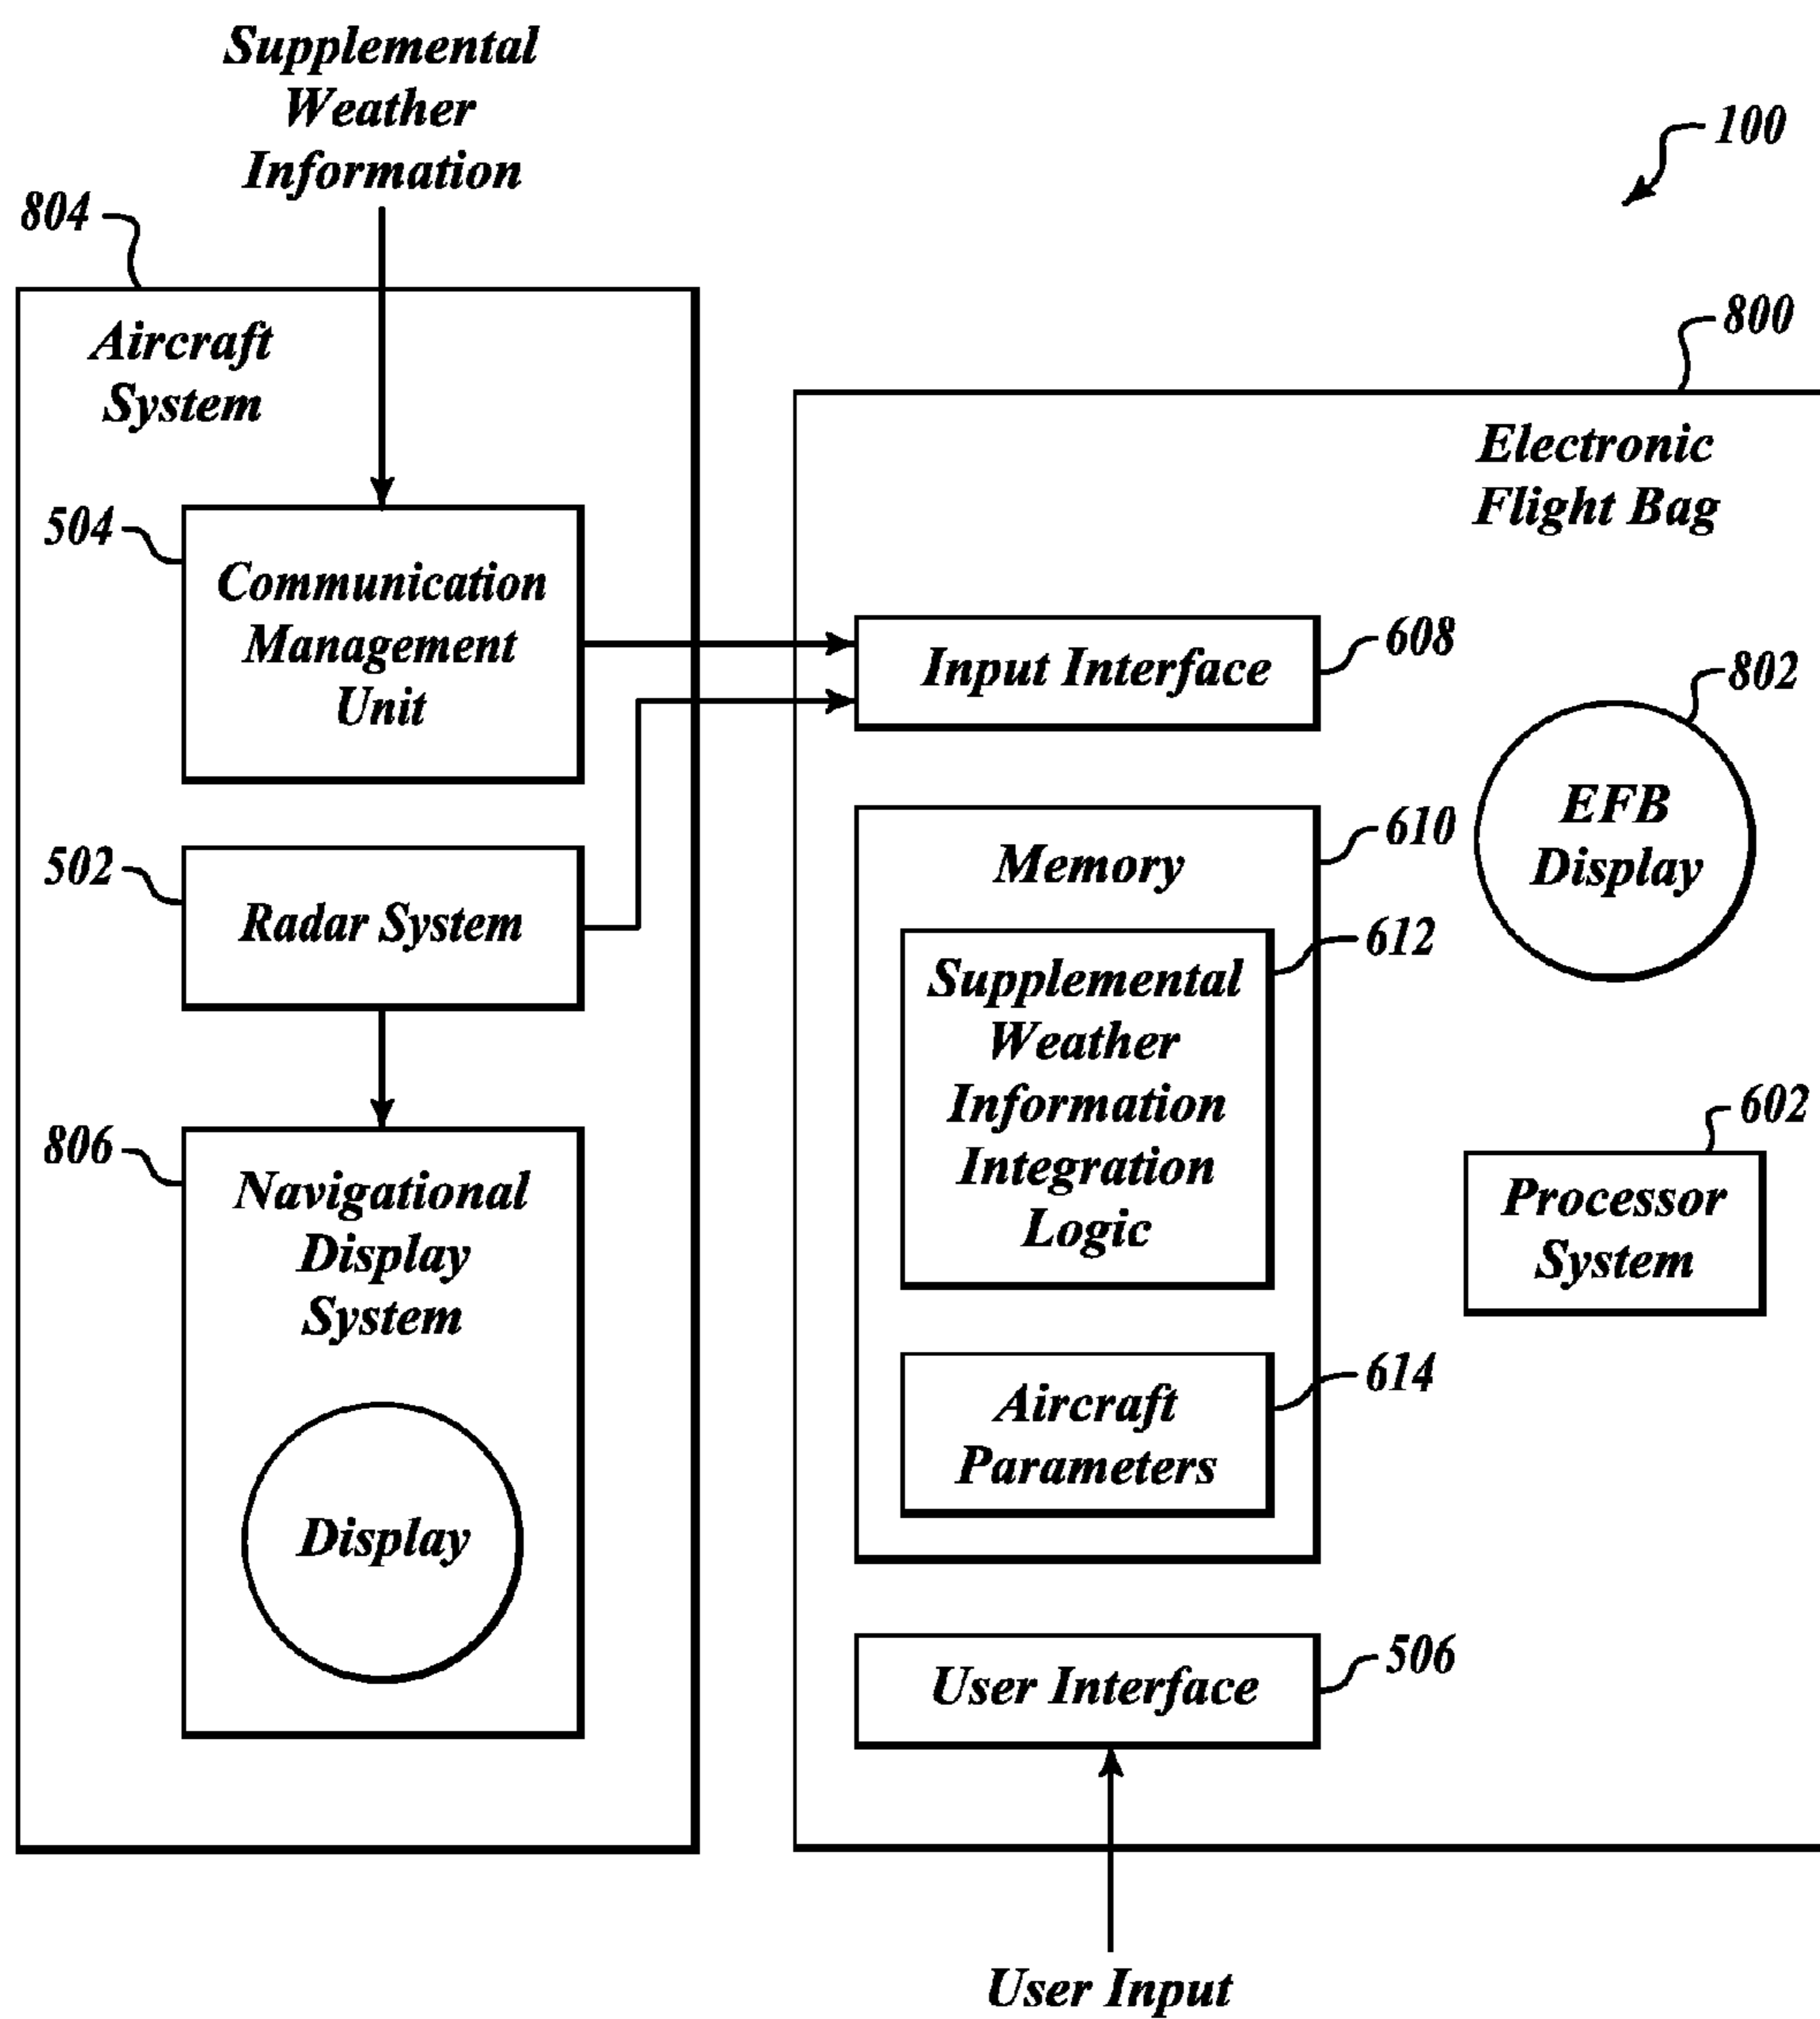 Supplemental
Weather
Information
100
804
800
Aircraft
System
Electronic
Flight Bag
504
Communication
Management
Unit
608
Input Interface
802
EFB
Display
502
Radar System
610
Memory
612
Supplemental
Weather
Information
Integration
Logic
602
Processor
System
806
Navigational
Display
System
Display
614
Aircraft
Parameters
506
User Interface
User Input